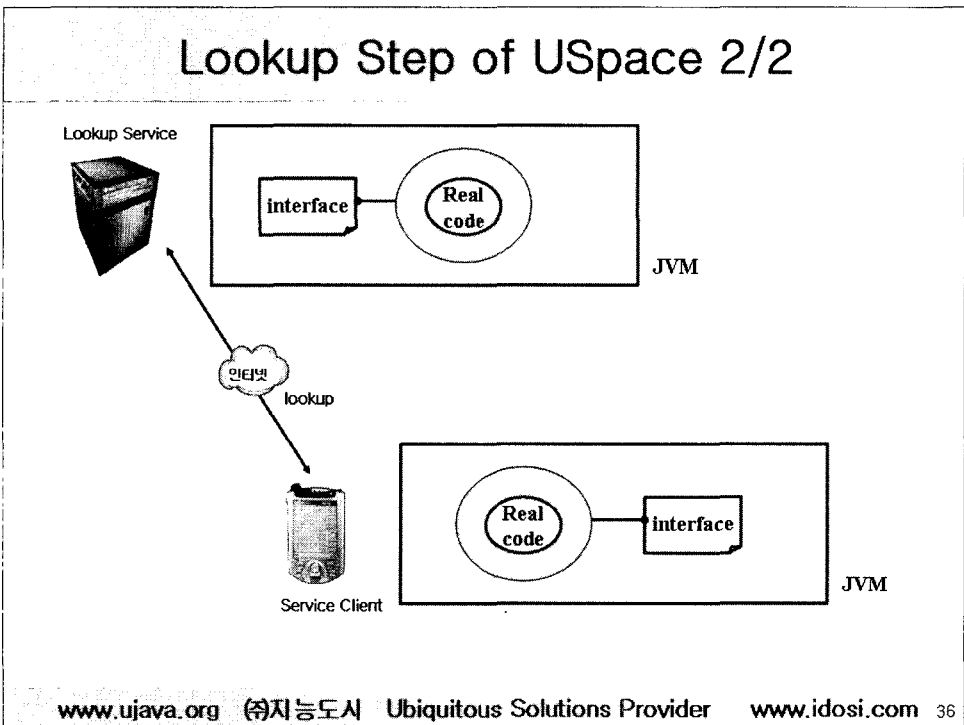 Lookup Step of USpace 2/2
Lookup Service
interface
Real
code
JVM
인터넷
lookup
Real
code
interface
JVM
Service Client
www.ujava.org ㈜지능도시 Ubiquitous Solutions Provider www.idosi.com 36